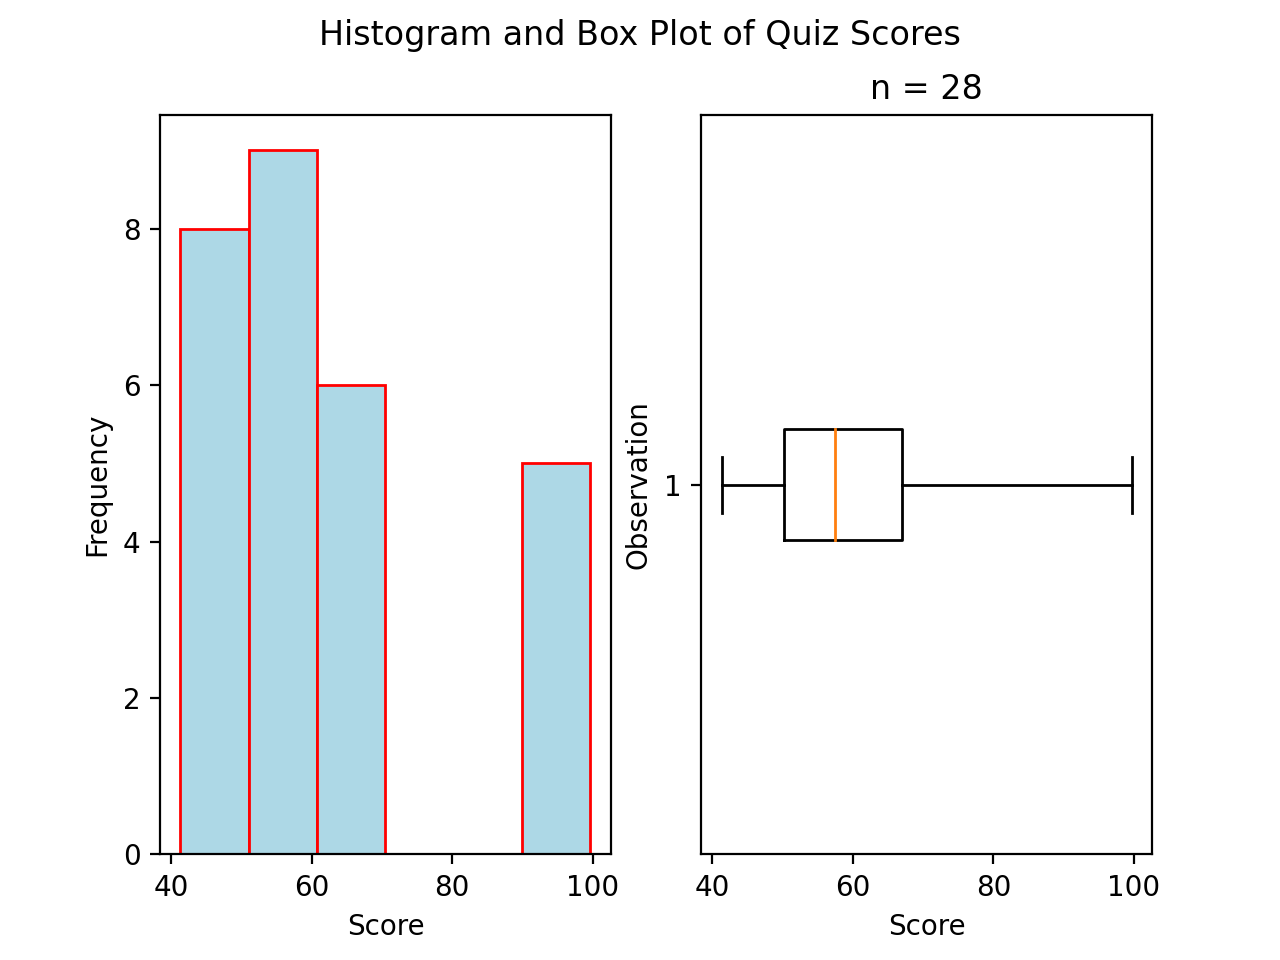 Histogram and Box Plot of Quiz Scores
n = 28
Frequency
8
6
4
2
0
40 60 80 100
Score
Observation
1
40 60 80 100
Score